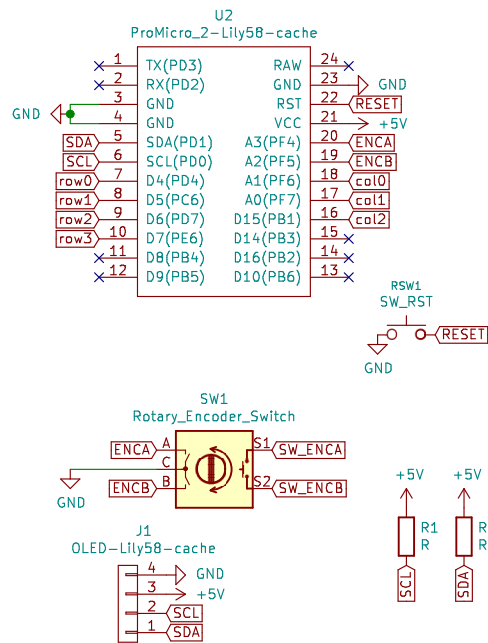 U2
ProMicro_2-Lily58-cache
1 TX(PD3) RAW 24
2 RX(PD2) GND 23 GND
GND 3 GND RST 22 RESET
4 GND VCC 21 +5V
SDA 5 SDA(PD1) A3(PF4) 20 ENCA
SCL 6 SCL(PD0) A2(PF5) 19 ENCB
row0 7 D4(PD4) A1(PF6) 18 col0
row1 8 D5(PC6) A0(PF7) 17 col1
row2 9 D6(PD7) D15(PB1) 16 col2
row3 10 D7(PE6) D14(PB3) 15
11 D8(PB4) D16(PB2) 14
12 D9(PB5) D10(PB6) 13
RSW1
SW_RST
RESET
GND
SW1
Rotary_Encoder_Switch
ENCA A S1 SW_ENCA
C
GND
ENCB B S2 SW_ENCB
J1
OLED-Lily58-cache
4 GND
3 +5V
2 SCL
1 SDA
+5V +5V
R1 R
R R
SCL SDA